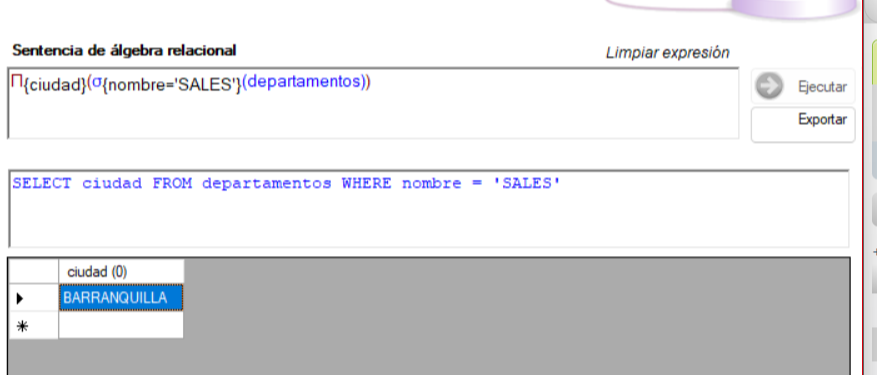 Sentencia de álgebra relacional Limpiar expresión
Π{ciudad}(σ{nombre='SALES'}(departamentos))
Ejecutar
Exportar
SELECT ciudad FROM departamentos WHERE nombre = 'SALES'
ciudad (0)
BARRANQUILLA